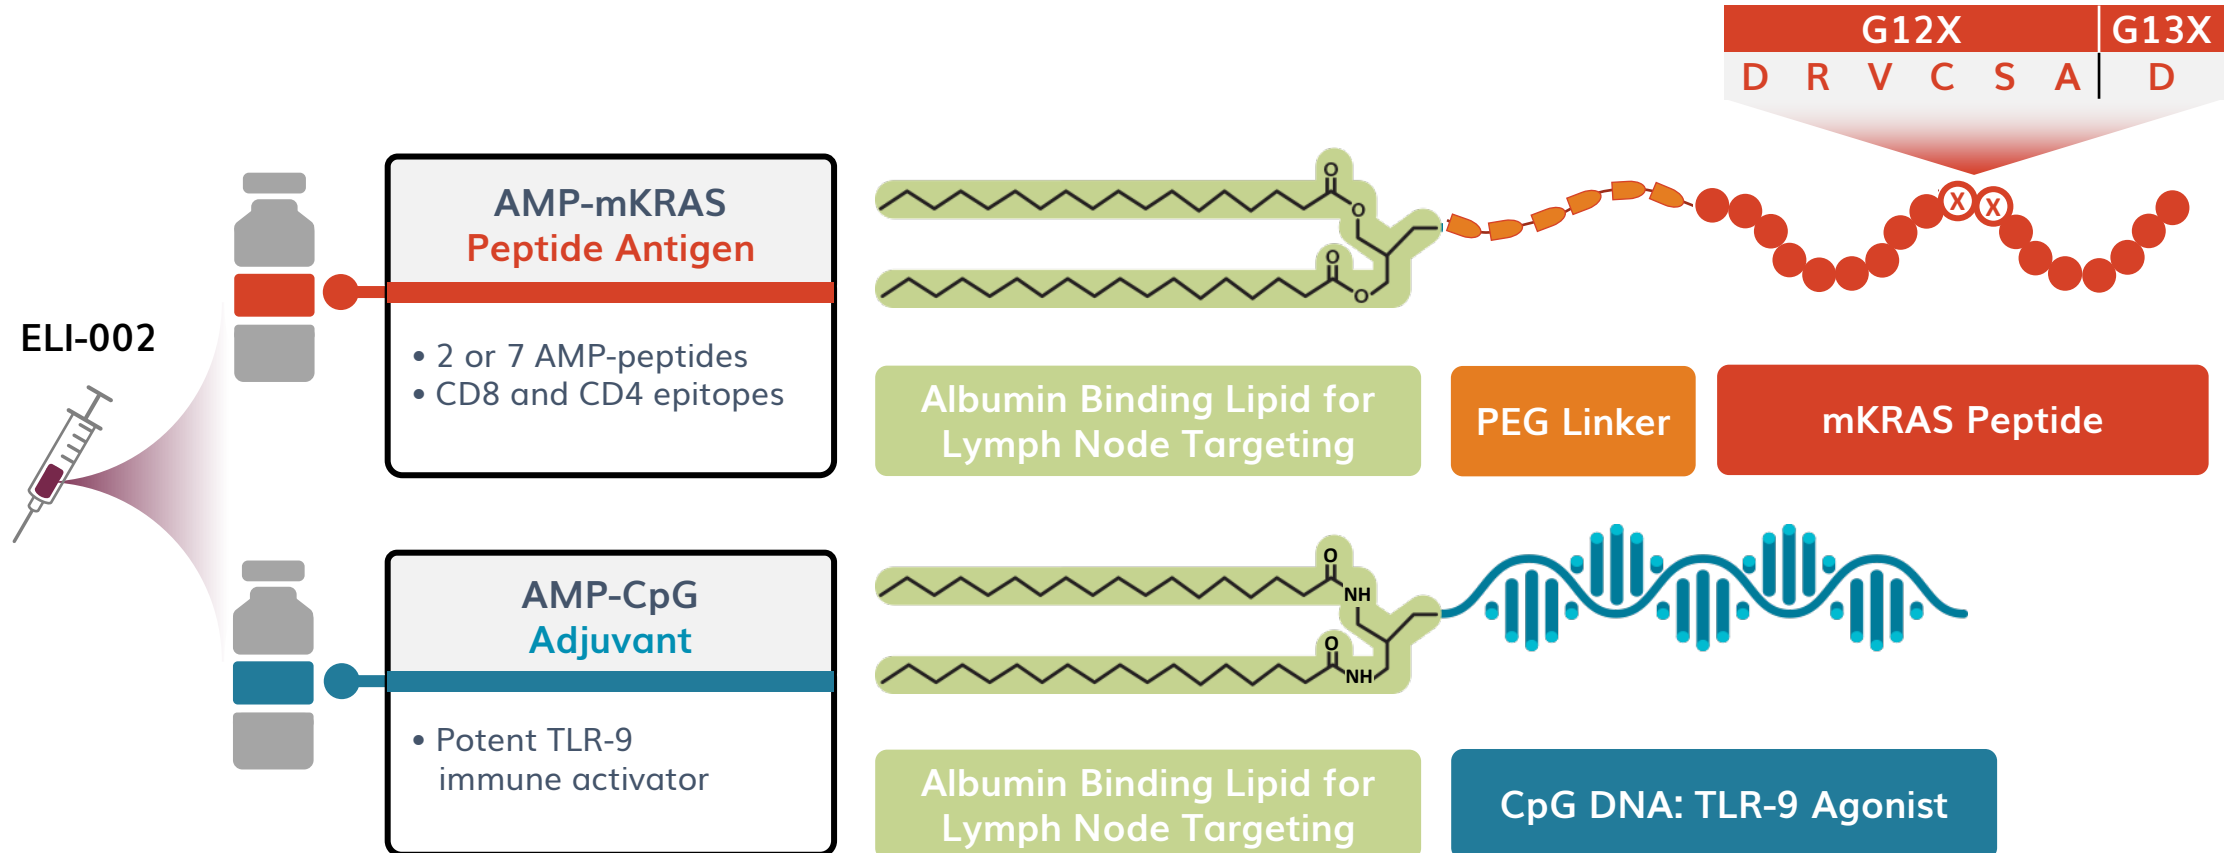 G12X G13X
D R V C S A D
ELI-002
AMP-mKRAS
Peptide Antigen
• 2 or 7 AMP-peptides
• CD8 and CD4 epitopes
O
O
O
O
X X
Albumin Binding Lipid for
Lymph Node Targeting
PEG Linker
mKRAS Peptide
AMP-CpG
Adjuvant
• Potent TLR-9
immune activator
O
NH
O
NH
Albumin Binding Lipid for
Lymph Node Targeting
CpG DNA: TLR-9 Agonist